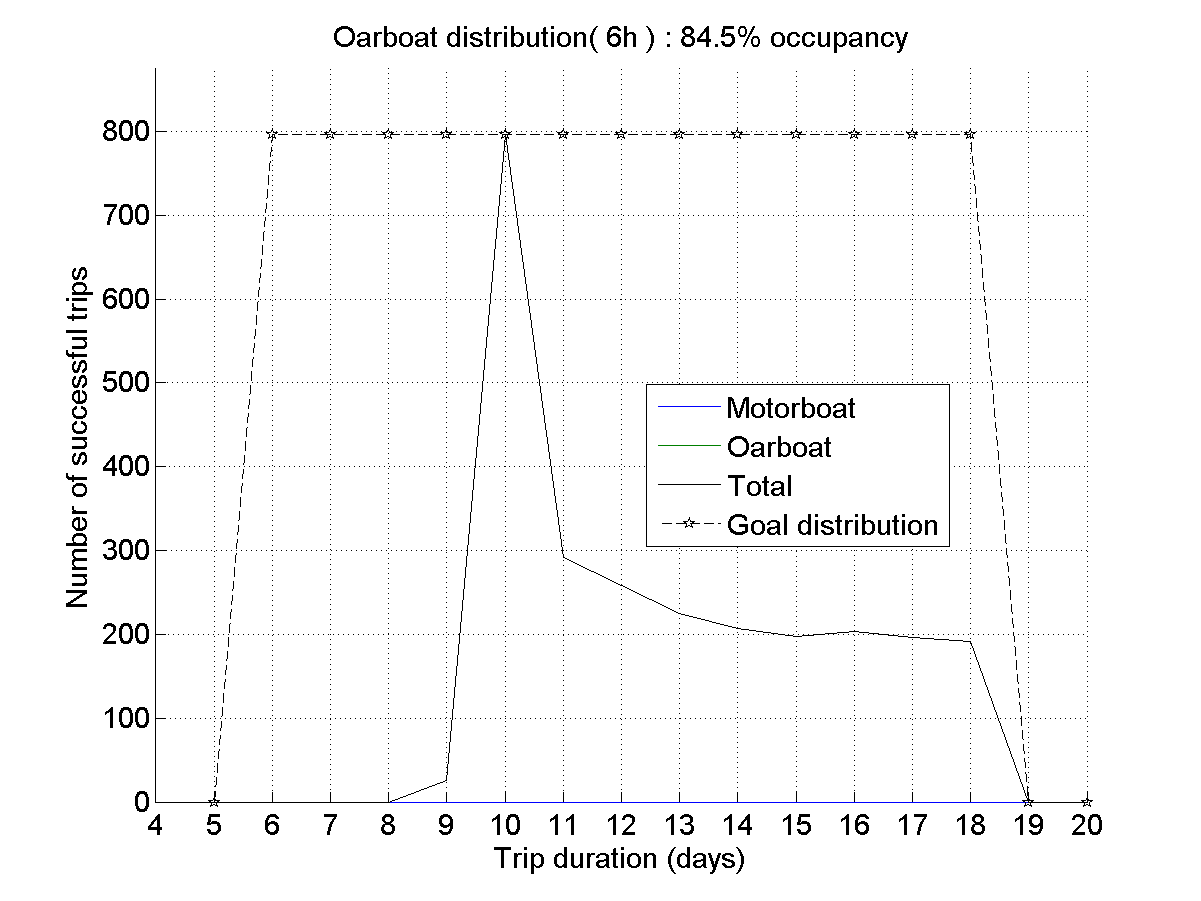 Oarboat distribution( 6h ) : 84.5% occupancy
Number of successful trips
800
700
600
500
400
300
200
100
0
Motorboat
Oarboat
Total
Goal distribution
4 5 6 7 8 9 10 11 12 13 14 15 16 17 18 19 20
Trip duration (days)